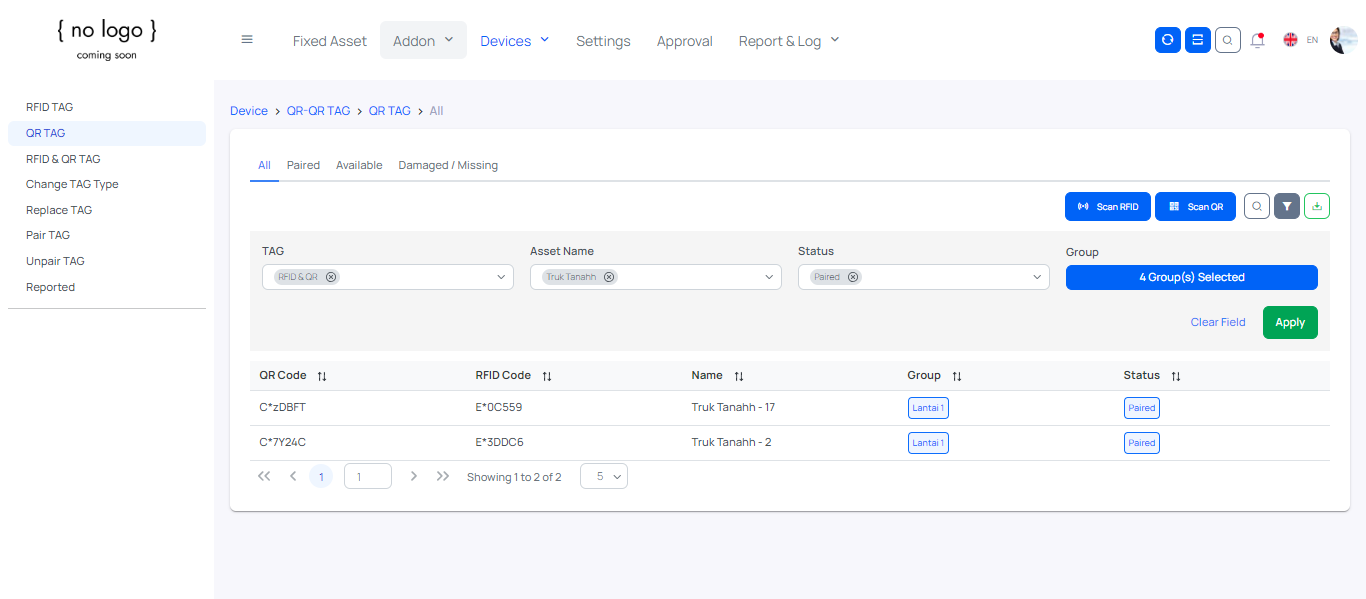 { no logo }
coming soon
Fixed Asset Addon Devices Settings Approval Report & Log EN
RFID TAG
QR TAG
RFID & QR TAG
Change TAG Type
Replace TAG
Pair TAG
Unpair TAG
Reported
Device > QR-QR TAG > QR TAG > All
All Paired Available Damaged / Missing
Scan RFID Scan QR
TAG Asset Name Status Group
RFID & QR Truk Tanahh Paired 4 Group(s) Selected
Clear Field Apply
QR Code RFID Code Name Group Status
C*zDBFT E*0C559 Truk Tanahh - 17 Lantai 1 Paired
C*7Y24C E*3DDC6 Truk Tanahh - 2 Lantai 1 Paired
1 1 Showing 1 to 2 of 2 5